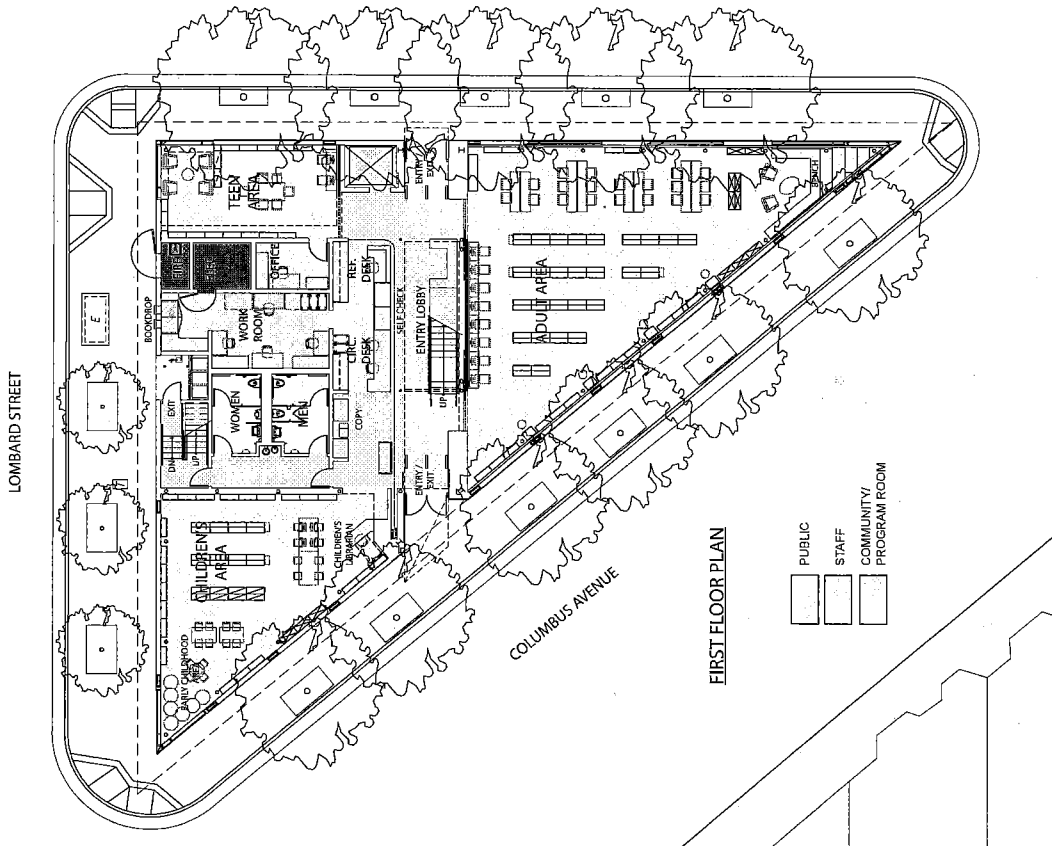 LOMBARD STREET
E
BOOKDROP
TEEN
AREA
OFFICE
ENTRY/
EXIT
H
REF.
DESK
WORK
ROOM
CIRC.
DESK
SELF CHECK
ENTRY LOBBY
UP
ADULT AREA
BENCH
EXIT
DN
UP
WOMEN
MEN
COPY
ENTRY/
EXIT
CHILDREN'S
AREA
CHILDREN'S
LIBRARIAN
EARLY CHILDHOOD
AREA
COLUMBUS AVENUE
FIRST FLOOR PLAN
PUBLIC
STAFF
COMMUNITY/
PROGRAM ROOM